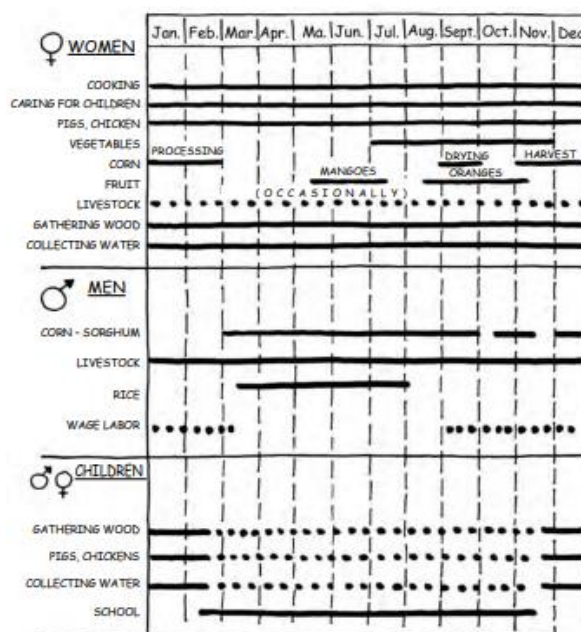 Jan. Feb. Mar. Apr. Ma. Jun. Jul. Aug. Sept. Oct. Nov. Dec
WOMEN
COOKING
CARING FOR CHILDREN
PIGS, CHICKEN
VEGETABLES
PROCESSING DRYING HARVEST
CORN
MANGOES ORANGES
FRUIT
(OCCASIONALLY)
LIVESTOCK
GATHERING WOOD
COLLECTING WATER
MEN
CORN - SORGHUM
LIVESTOCK
RICE
WAGE LABOR
CHILDREN
GATHERING WOOD
PIGS, CHICKENS
COLLECTING WATER
SCHOOL